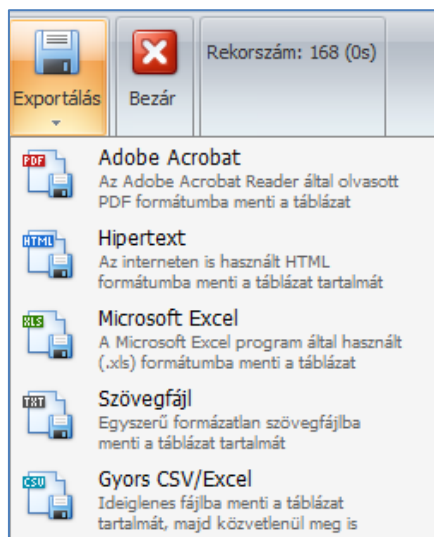 Exportálás
Bezár
Rekorszám: 168 (0s)
PDF
Adobe Acrobat
Az Adobe Acrobat Reader által olvasott
PDF formátumba menti a táblázat
HTML
Hipertext
Az interneten is használt HTML
formátumba menti a táblázat tartalmát
XLS
Microsoft Excel
A Microsoft Excel program által használt
(.xls) formátumba menti a táblázat
TXT
Szövegfájl
Egyszerű formázatlan szövegfájlba
menti a táblázat tartalmát
CSV
Gyors CSV/Excel
Ideiglenes fájlba menti a táblázat
tartalmát, majd közvetlenül meg is